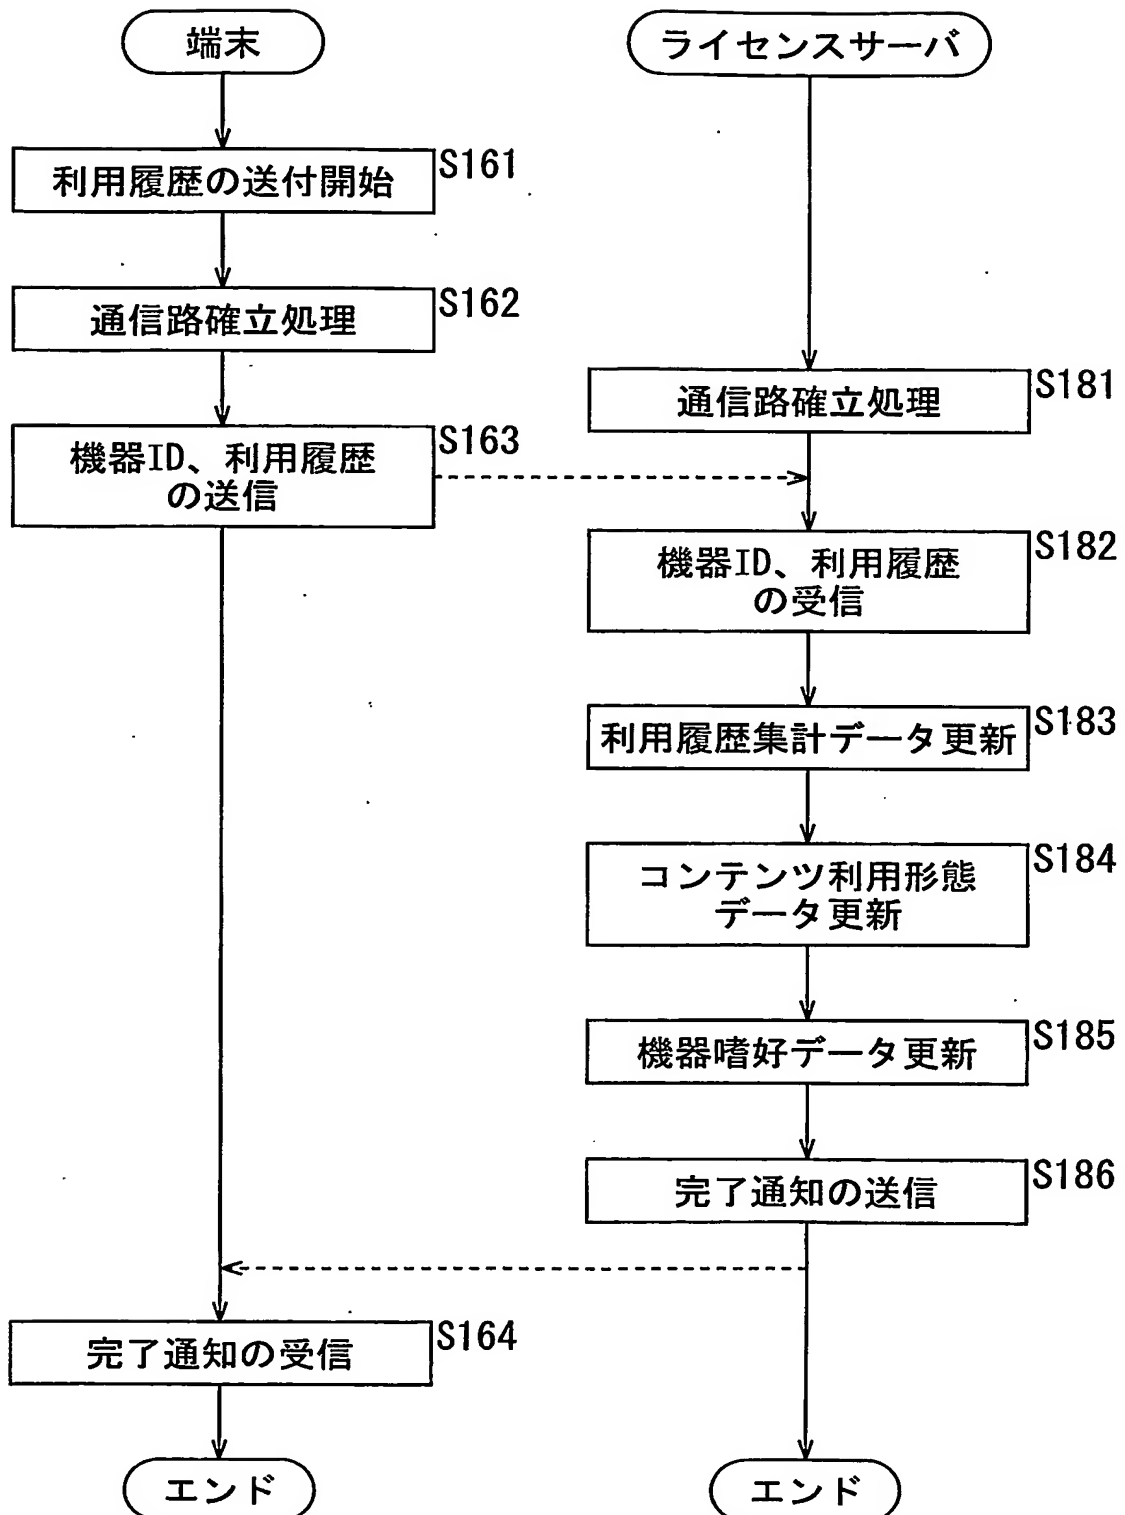 端末
ライセンスサーバ
S161
利用履歴の送付開始
S162
通信路確立処理
S181
通信路確立処理
S163
機器ID、利用履歴
の送信
S182
機器ID、利用履歴
の受信
S183
利用履歴集計データ更新
S184
コンテンツ利用形態
データ更新
S185
機器嗜好データ更新
S186
完了通知の送信
S164
完了通知の受信
エンド
エンド